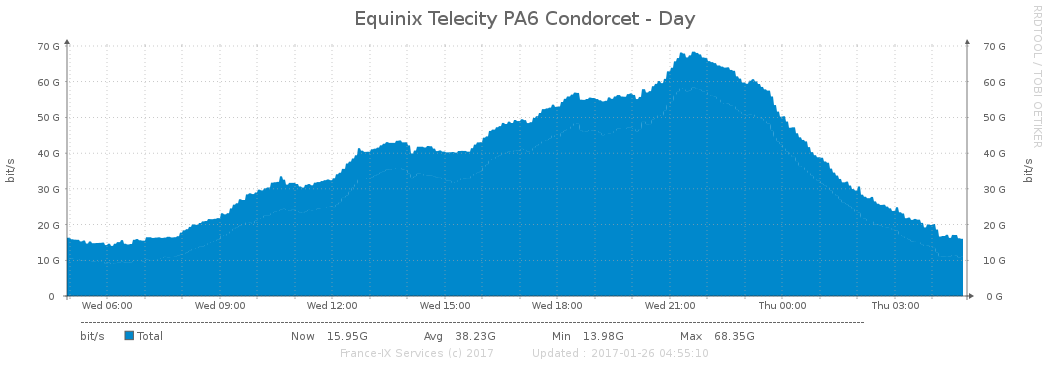 Equinix Telecity PA6 Condorcet - Day
RRDTOOL / TOBI OETIKER
70 G 70 G
60 G 60 G
50 G 50 G
40 G 40 G
30 G 30 G
20 G 20 G
10 G 10 G
0 0 G
bit/s bit/s
Wed 06:00 Wed 09:00 Wed 12:00 Wed 15:00 Wed 18:00 Wed 21:00 Thu 00:00 Thu 03:00
bit/s Total Now 15.95G Avg 38.23G Min 13.98G Max 68.35G
France-IX Services (c) 2017 Updated : 2017-01-26 04:55:10